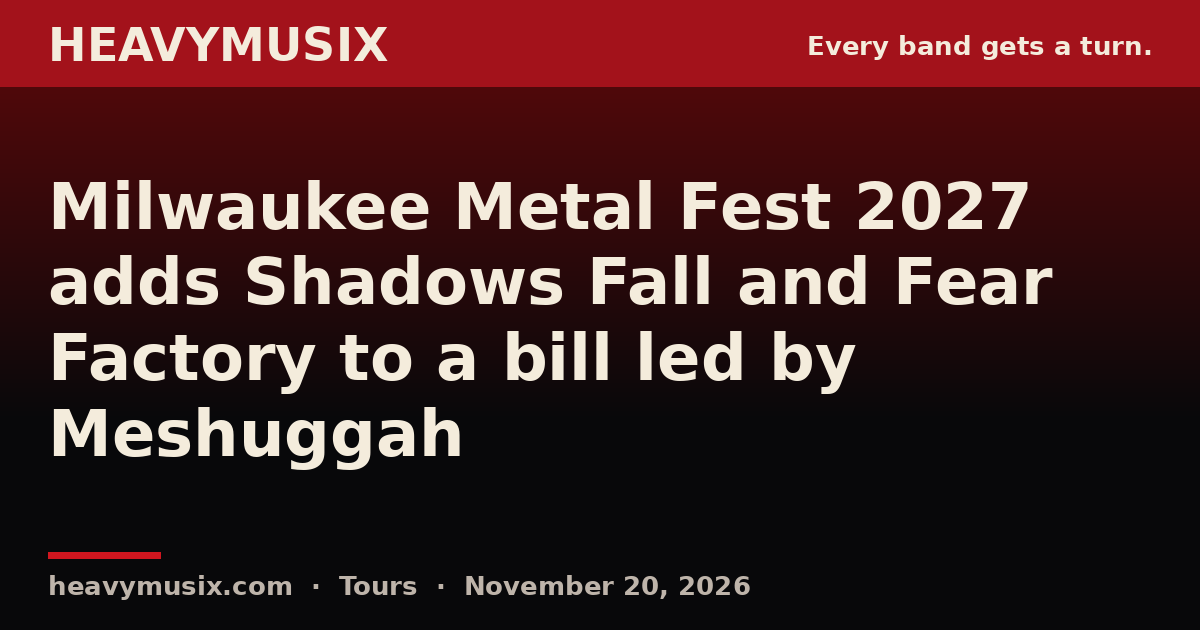 HEAVYMUSIX
Every band gets a turn.
Milwaukee Metal Fest 2027
adds Shadows Fall and Fear
Factory to a bill led by
Meshuggah
heavymusix.com · Tours · November 20, 2026